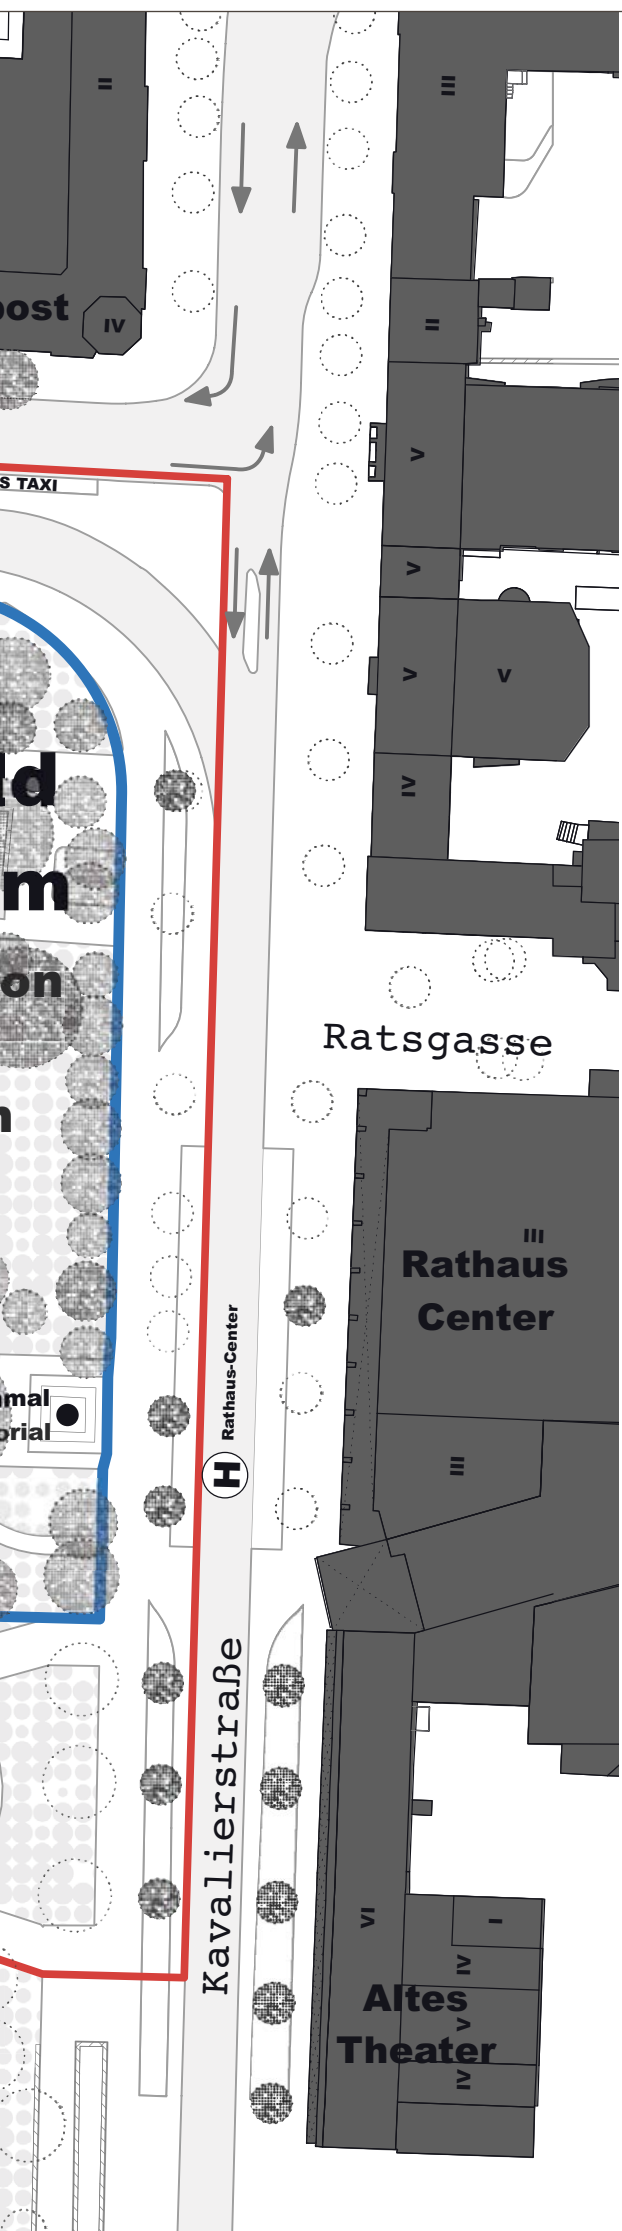 II
III
post
IV
II
V
S TAXI
V
V
V
ld
IV
m
on
Ratsgasse
n
III
Rathaus
Center
Rathaus-Center
mal
orial
III
H
Kavalierstraße
VI
I
IV
Altes
V
Theater
IV